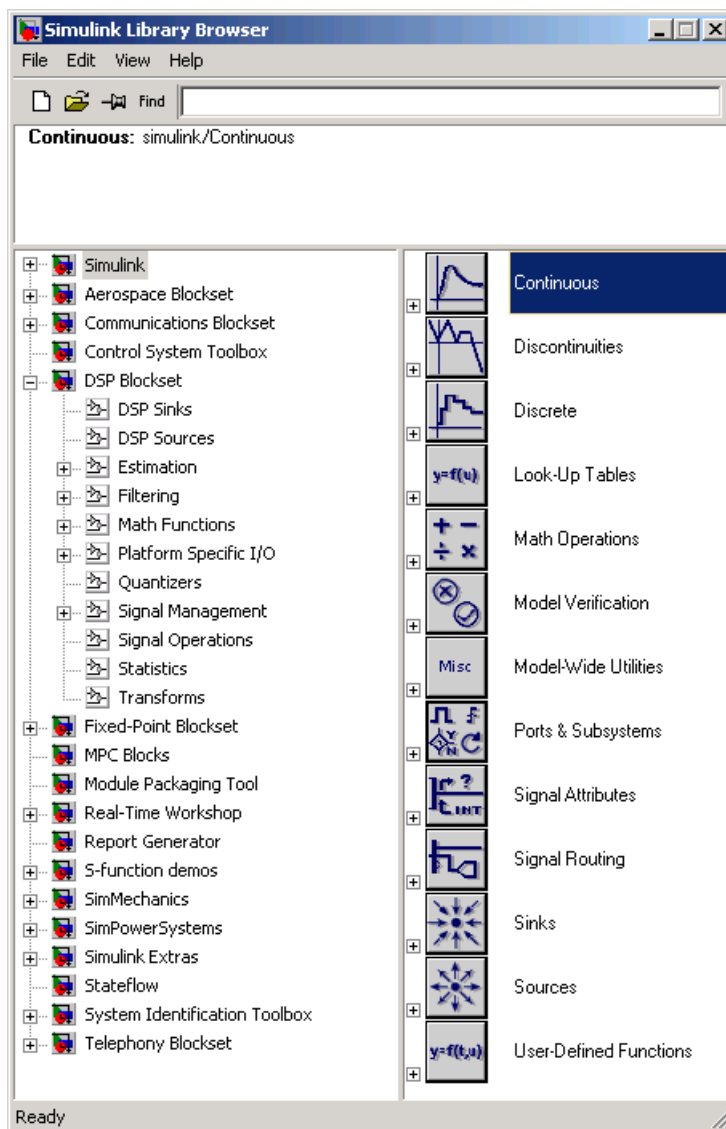 Simulink Library Browser
File Edit View Help
Find
Continuous: simulink/Continuous
Simulink
Aerospace Blockset
Communications Blockset
Control System Toolbox
DSP Blockset
DSP Sinks
DSP Sources
Estimation
Filtering
Math Functions
Platform Specific I/O
Quantizers
Signal Management
Signal Operations
Statistics
Transforms
Fixed-Point Blockset
MPC Blocks
Module Packaging Tool
Real-Time Workshop
Report Generator
S-function demos
SimMechanics
SimPowerSystems
Simulink Extras
Stateflow
System Identification Toolbox
Telephony Blockset
Continuous
Discontinuities
Discrete
y=f(u) Look-Up Tables
+ − ÷ × Math Operations
Model Verification
Misc Model-Wide Utilities
Y N Ports & Subsystems
? t INT Signal Attributes
Signal Routing
Sinks
Sources
y=f(t,u) User-Defined Functions
Ready